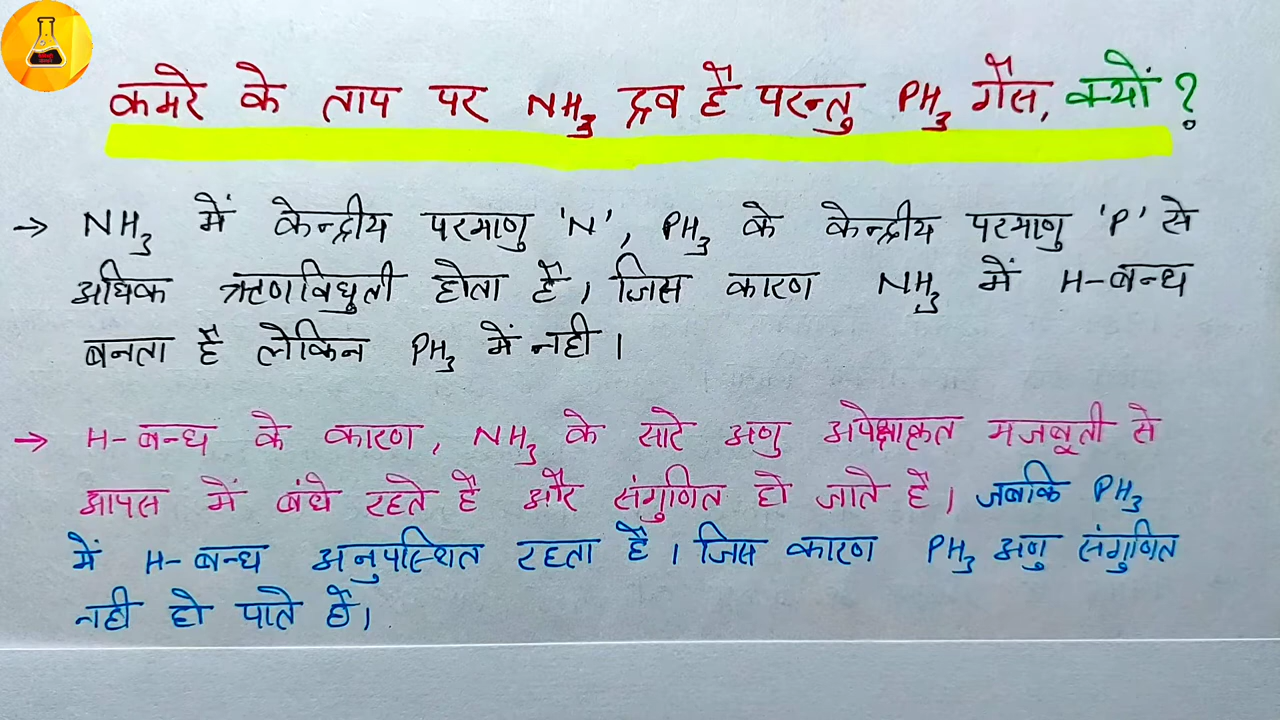 कमरे के ताप पर NH₃ द्रव है परन्तु PH₃ गैस, क्यों ?
→ NH₃ में केन्द्रीय परमाणु 'N', PH₃ के केन्द्रीय परमाणु 'P' से
अधिक ऋणविधुती होता है, जिस कारण NH₃ में H-बन्ध
बनता है लेकिन PH₃ में नही।
→ H-बन्ध के कारण, NH₃ के सारे अणु अपेक्षाकृत मजबूती से
आपस में बंधे रहते है और संगुणित हो जाते है। जबकि PH₃
में H-बन्ध अनुपस्थित रहता है। जिस कारण PH₃ अणु संगुणित
नही हो पाते है।